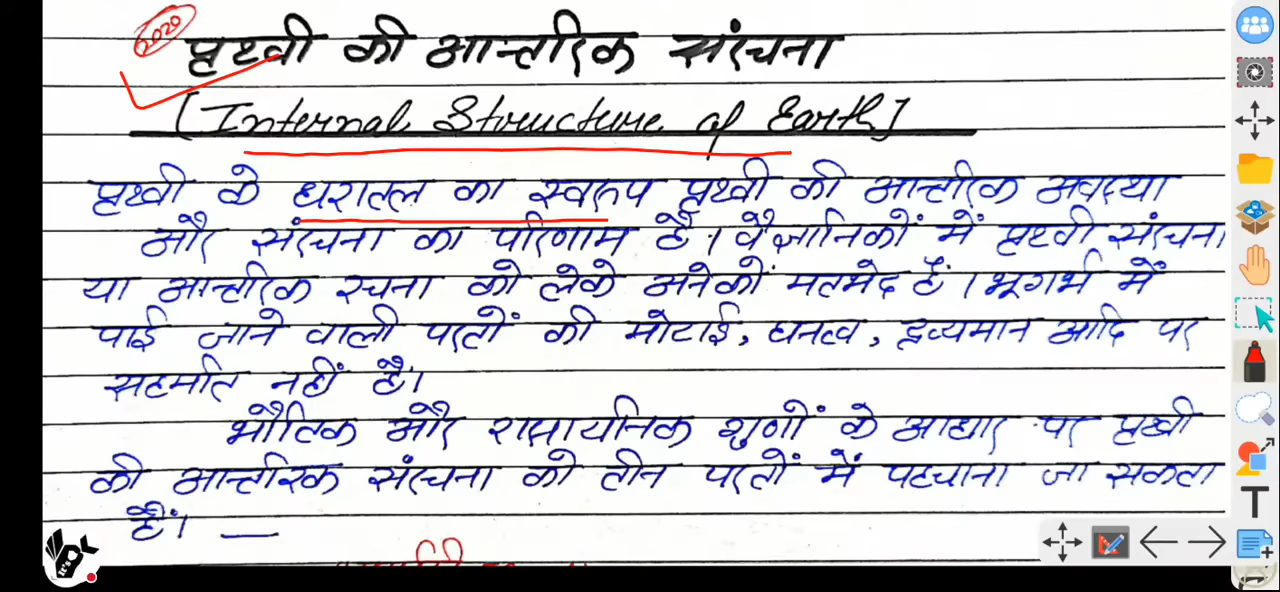 2020
पृथ्वी की आन्तरिक संरचना
[Internal Structure of Earth]
पृथ्वी के धरातल का स्वरूप पृथ्वी की आन्तरिक अवस्था
और संरचना का परिणाम है। वैज्ञानिकों में पृथ्वी संरचना
या आन्तरिक रचना को लेके अनेकों मतभेद हैं। भूगर्भ में
पाई जाने वाली परतों की मोटाई, घनत्व, द्रव्यमान आदि पर
सहमति नहीं है।
भौतिक और रासायनिक गुणों के आधार पर पृथ्वी
की आन्तरिक संरचना को तीन परतों में पहचाना जा सकता
है। —
It's OK
T